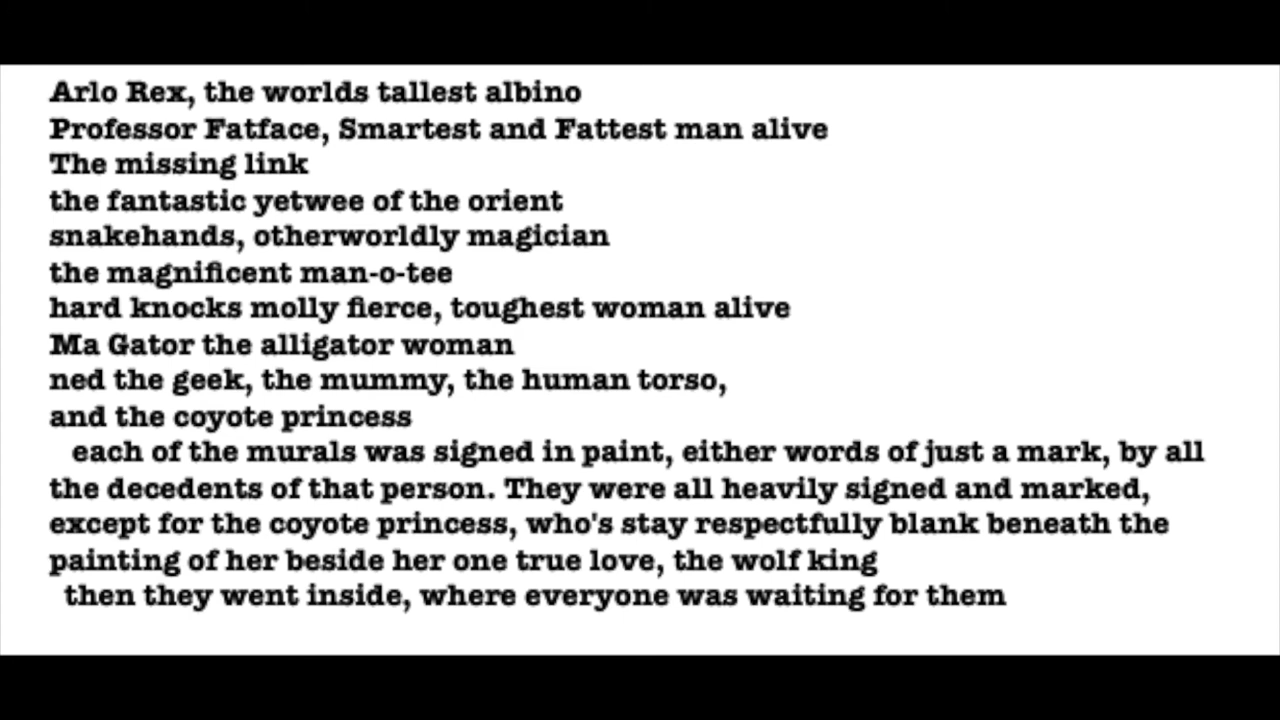 Arlo Rex, the worlds tallest albino
Professor Fatface, Smartest and Fattest man alive
The missing link
the fantastic yetwee of the orient
snakehands, otherworldly magician
the magnificent man-o-tee
hard knocks molly fierce, toughest woman alive
Ma Gator the alligator woman
ned the geek, the mummy, the human torso,
and the coyote princess
each of the murals was signed in paint, either words of just a mark, by all
the decedents of that person. They were all heavily signed and marked,
except for the coyote princess, who's stay respectfully blank beneath the
painting of her beside her one true love, the wolf king
then they went inside, where everyone was waiting for them